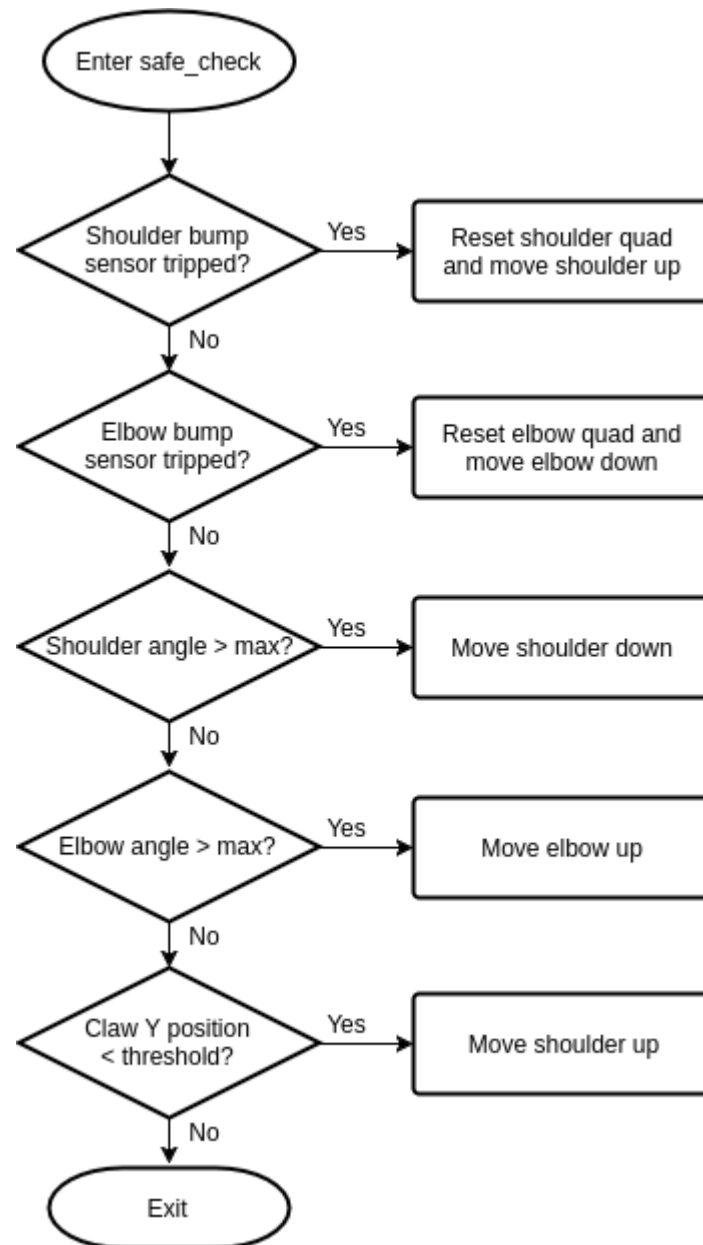 Enter safe_check
Shoulder bump
sensor tripped?
Yes
Reset shoulder quad
and move shoulder up
No
Elbow bump
sensor tripped?
Yes
Reset elbow quad and
move elbow down
No
Shoulder angle > max?
Yes
Move shoulder down
No
Elbow angle > max?
Yes
Move elbow up
No
Claw Y position
< threshold?
Yes
Move shoulder up
No
Exit